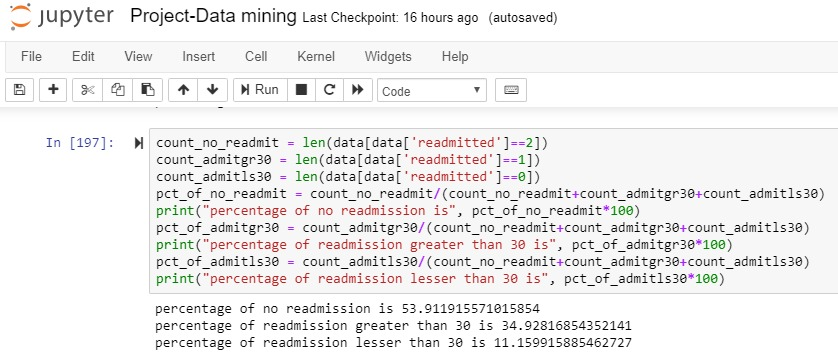 jupyter Project-Data mining Last Checkpoint: 16 hours ago (autosaved)
File Edit View Insert Cell Kernel Widgets Help
Run Code
In [197]: count_no_readmit = len(data[data['readmitted']==2])
count_admitgr30 = len(data[data['readmitted']==1])
count_admitls30 = len(data[data['readmitted']==0])
pct_of_no_readmit = count_no_readmit/(count_no_readmit+count_admitgr30+count_admitls30)
print("percentage of no readmission is", pct_of_no_readmit*100)
pct_of_admitgr30 = count_admitgr30/(count_no_readmit+count_admitgr30+count_admitls30)
print("percentage of readmission greater than 30 is", pct_of_admitgr30*100)
pct_of_admitls30 = count_admitls30/(count_no_readmit+count_admitgr30+count_admitls30)
print("percentage of readmission lesser than 30 is", pct_of_admitls30*100)
percentage of no readmission is 53.911915571015854
percentage of readmission greater than 30 is 34.92816854352141
percentage of readmission lesser than 30 is 11.159915885462727